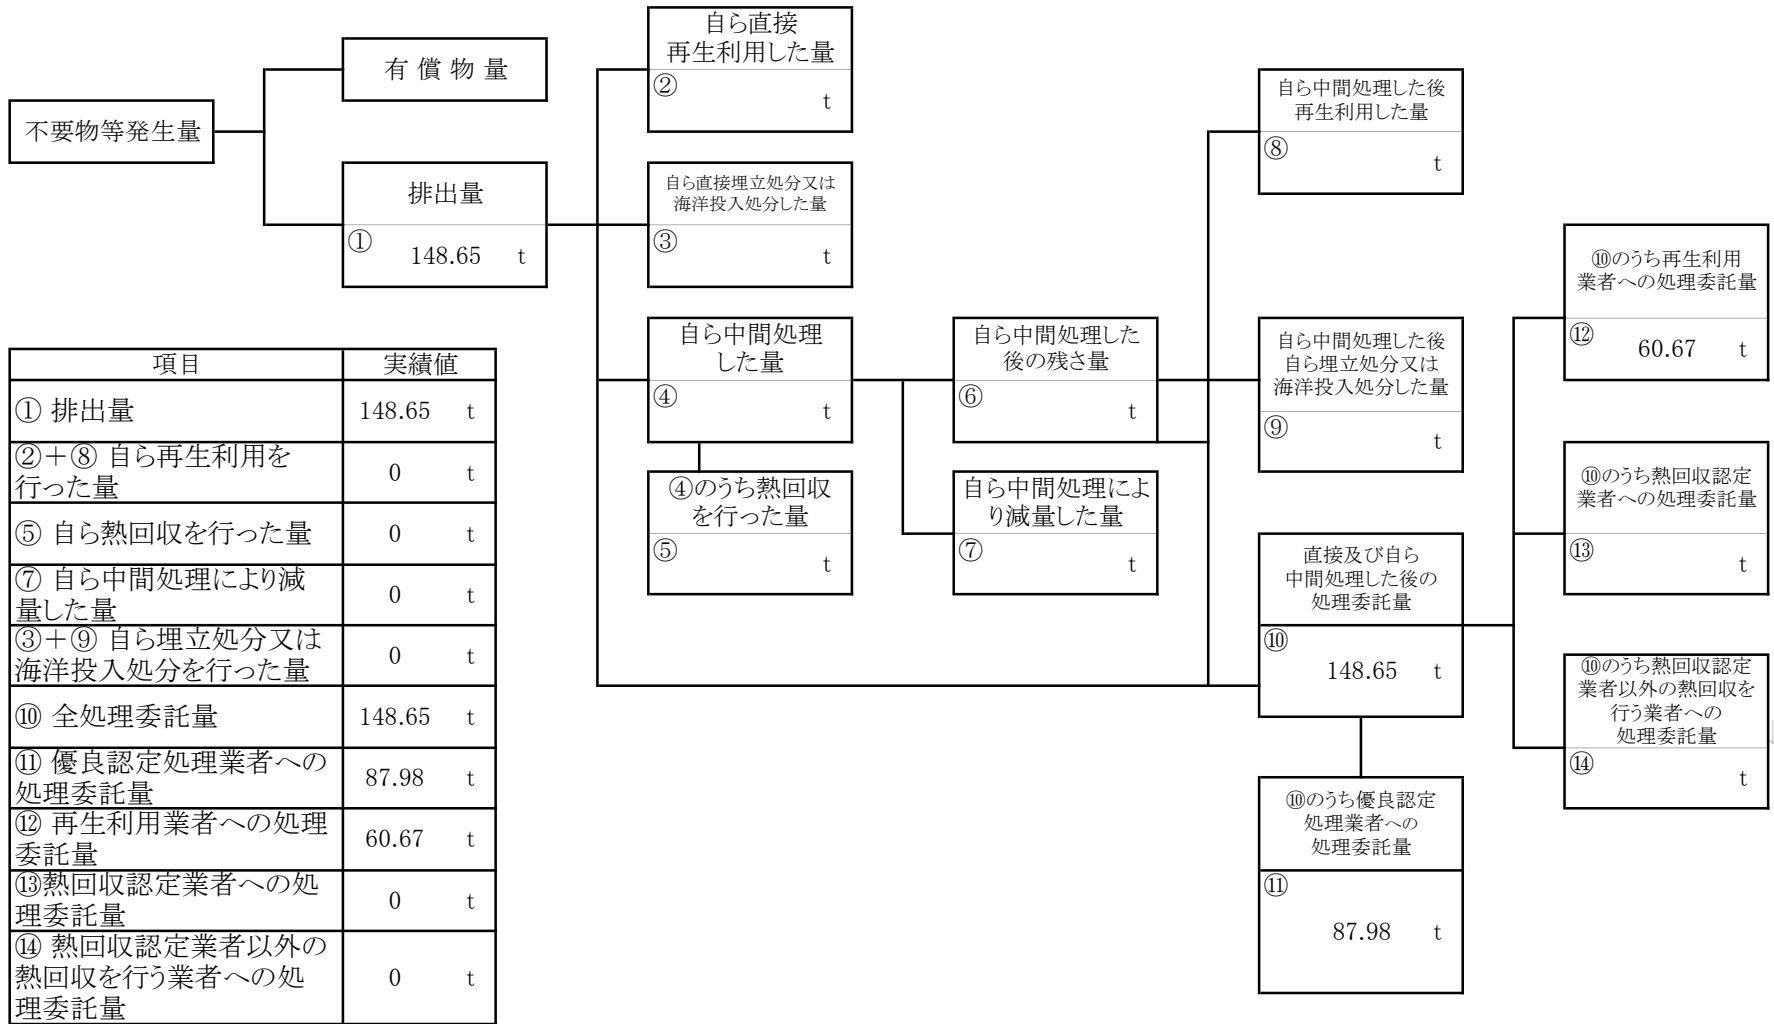 不要物等発生量
有 償 物 量
排出量
①
148.65 t
自ら直接
再生利用した量
②
t
自ら直接埋立処分又は
海洋投入処分した量
③
t
自ら中間処理
した量
④
t
④のうち熱回収
を行った量
⑤
t
自ら中間処理した
後の残さ量
⑥
t
自ら中間処理によ
り減量した量
⑦
t
自ら中間処理した後
再生利用した量
⑧
t
自ら中間処理した後
自ら埋立処分又は
海洋投入処分した量
⑨
t
直接及び自ら
中間処理した後の
処理委託量
⑩
148.65 t
⑩のうち優良認定
処理業者への
処理委託量
⑪
87.98 t
⑩のうち再生利用
業者への処理委託量
⑫
60.67 t
⑩のうち熱回収認定
業者への処理委託量
⑬
t
⑩のうち熱回収認定
業者以外の熱回収を
行う業者への
処理委託量
⑭
t
項目 実績値
① 排出量 148.65 t
②＋⑧ 自ら再生利用を
行った量 0 t
⑤ 自ら熱回収を行った量 0 t
⑦ 自ら中間処理により減
量した量 0 t
③＋⑨ 自ら埋立処分又は
海洋投入処分を行った量 0 t
⑩ 全処理委託量 148.65 t
⑪ 優良認定処理業者への
処理委託量 87.98 t
⑫ 再生利用業者への処理
委託量 60.67 t
⑬熱回収認定業者への処
理委託量 0 t
⑭ 熱回収認定業者以外の
熱回収を行う業者への処
理委託量 0 t